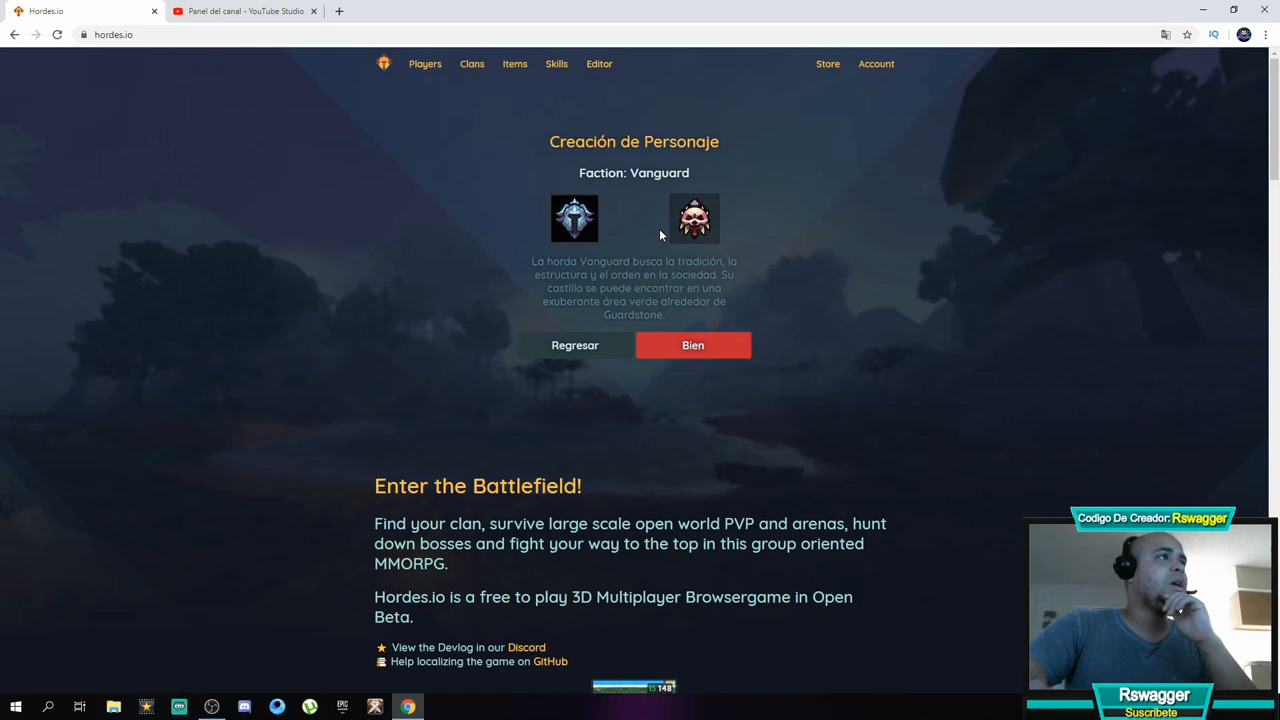 Hordes.io
Panel del canal - YouTube Studio
hordes.io
IQ
Players Clans Items Skills Editor Store Account
Creación de Personaje
Faction: Vanguard
La horda Vanguard busca la tradición, la
estructura y el orden en la sociedad. Su
castillo se puede encontrar en una
exuberante área verde alrededor de
Guardstone.
Regresar Bien
Enter the Battlefield!
Find your clan, survive large scale open world PVP and arenas, hunt
down bosses and fight your way to the top in this group oriented
MMORPG.
Hordes.io is a free to play 3D Multiplayer Browsergame in Open
Beta.
View the Devlog in our Discord
Help localizing the game on GitHub
15 148
Codigo De Creador: Rswagger
Rswagger
Suscribete
EPIC